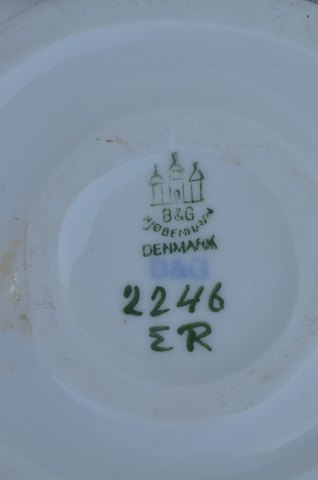 B&G
KJØBENHAVN
DENMARK
B&G
2246
ER